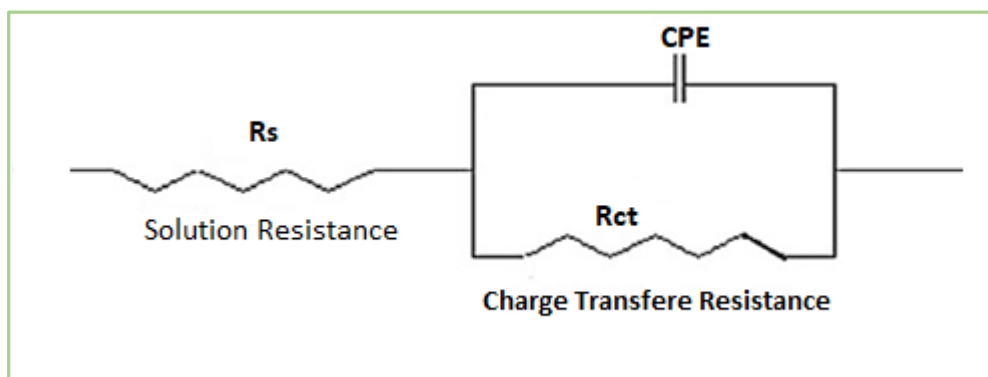 CPE
Rs
Solution Resistance
Rct
Charge Transfere Resistance